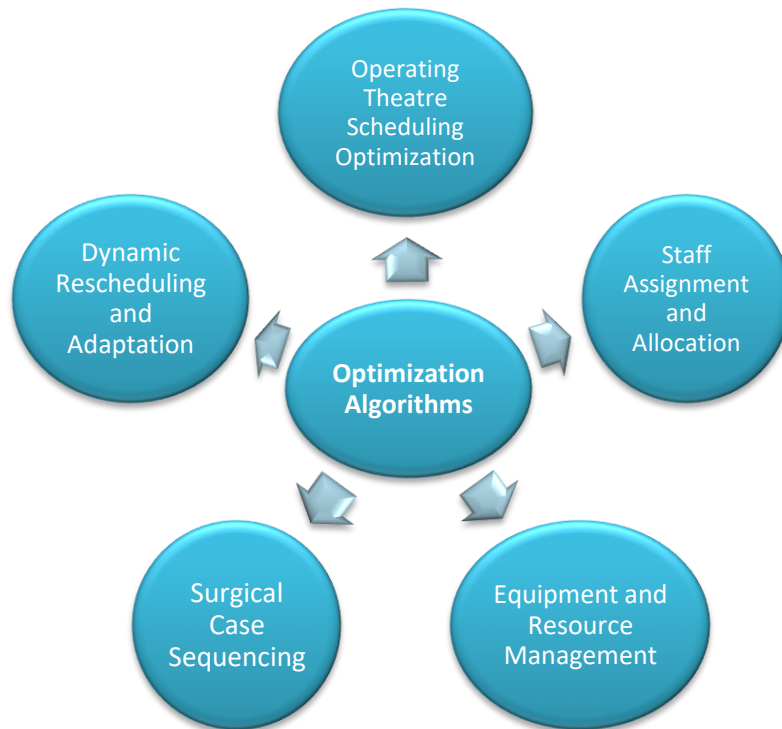 Operating
Theatre
Scheduling
Optimization
Dynamic
Rescheduling
and
Adaptation
Staff
Assignment
and
Allocation
Optimization
Algorithms
Surgical
Case
Sequencing
Equipment and
Resource
Management